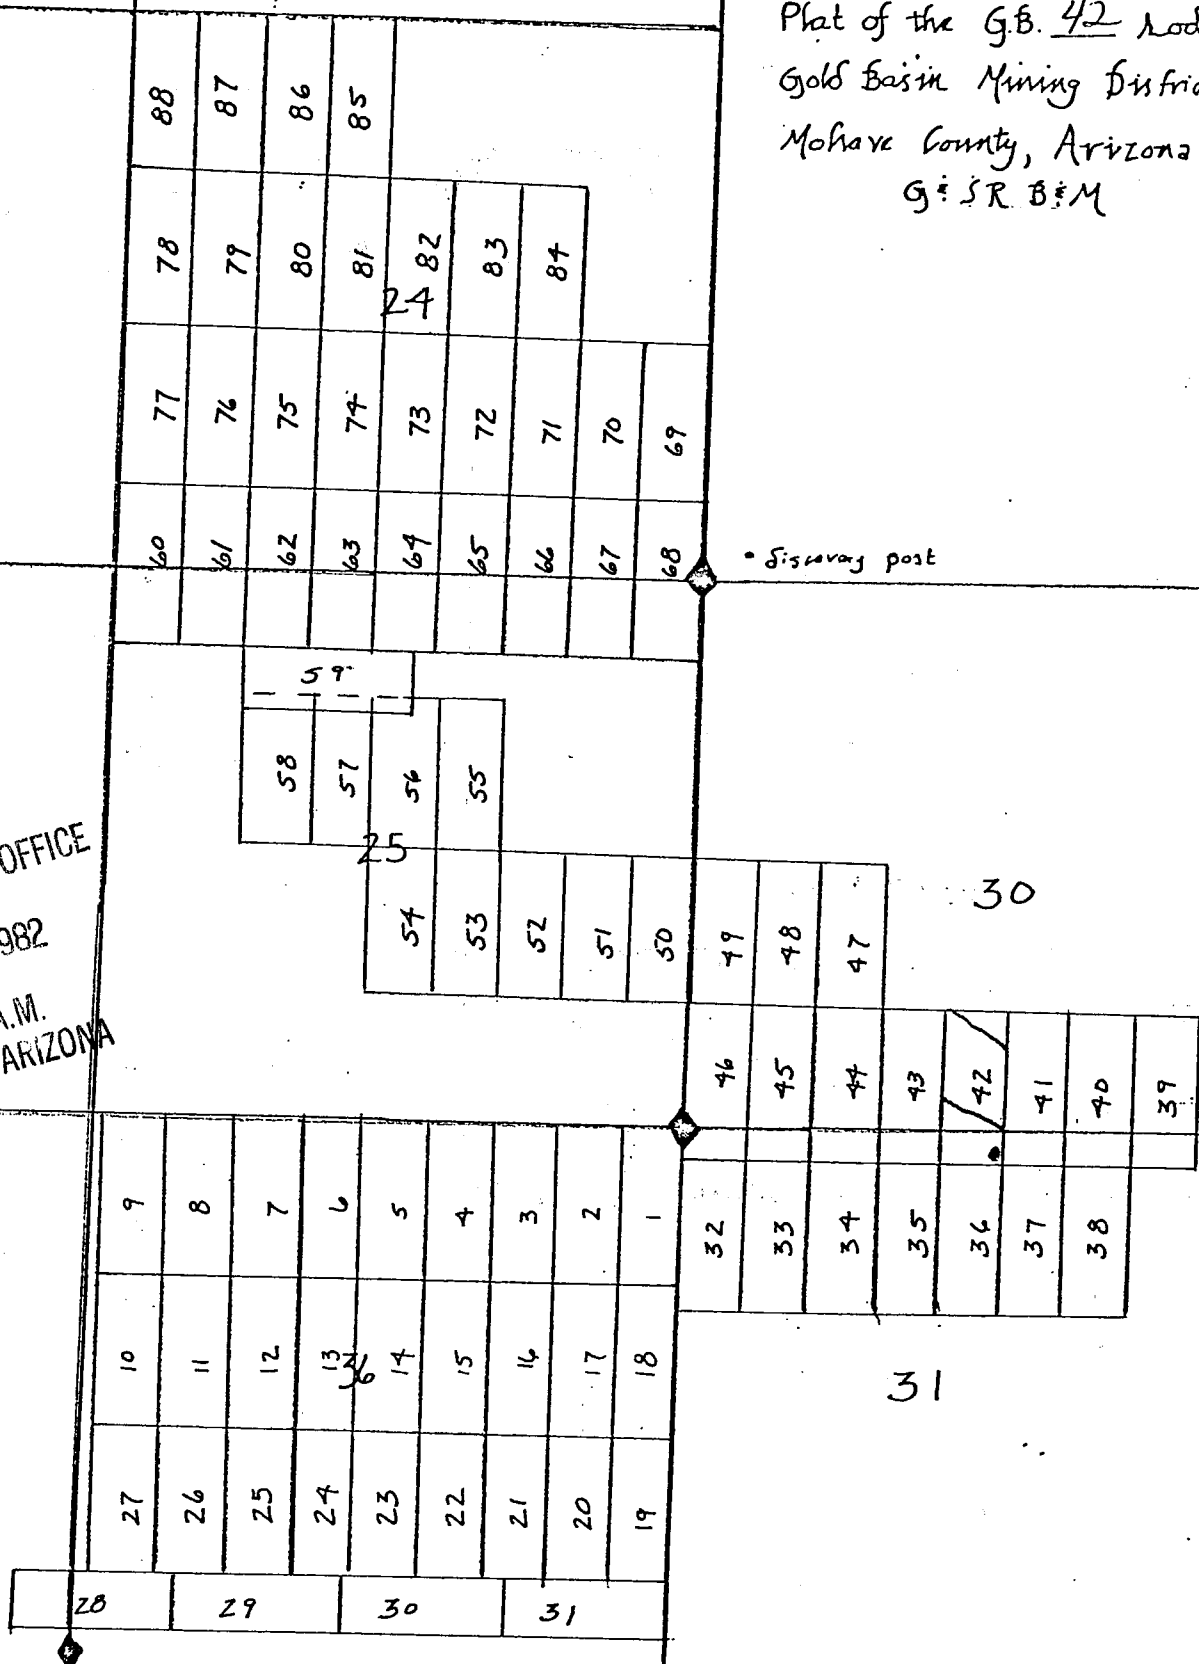 Plat of the G.B. 42
Gold Basin Mining
Mohave County, Arizona
G & SR B & M
88 87 86 85
78 79 80 81 82 83 84
24
77 76 75 74 73 72 71 70 69
60 61 62 63 64 65 66 67 68
• discovery post
59
58 57 56 55
25
OFFICE
30
54 53 52 51 50 49 48 47
982
A.M.
ARIZONA
46 45 44 43 42 41 40 39
9 8 7 6 5 4 3 2 1
32 33 34 35 36 37 38
10 11 12 13 14 15 16 17 18
36
31
27 26 25 24 23 22 21 20 19
28 29 30 31